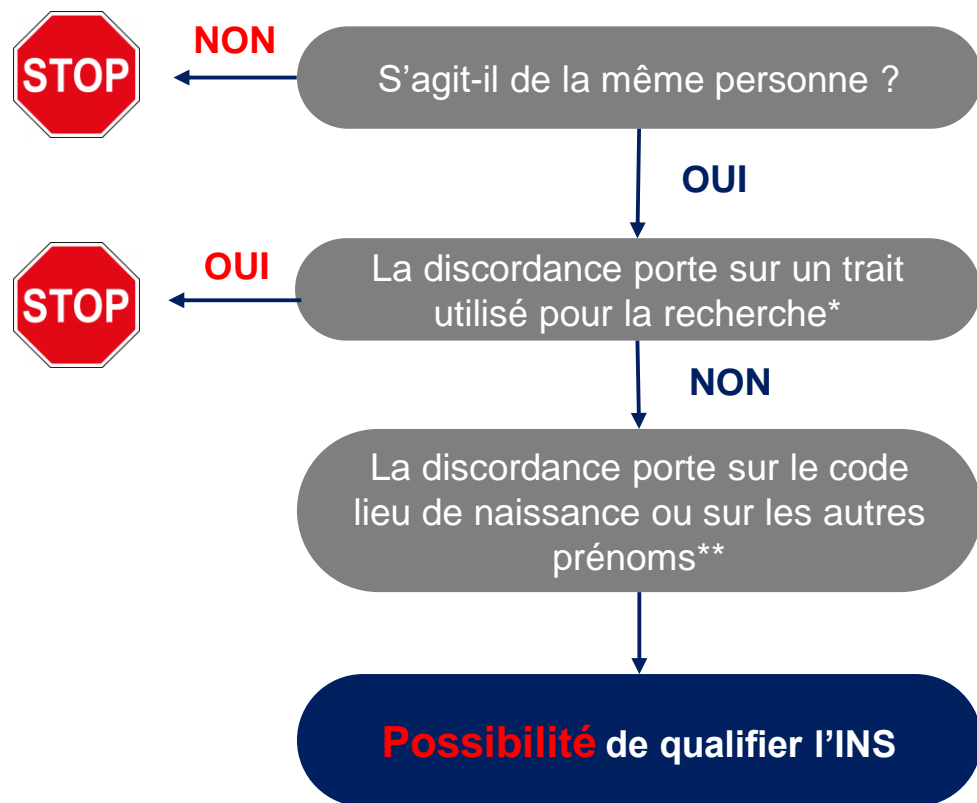 STOP
NON
S’agit-il de la même personne ?
OUI
STOP
OUI
La discordance porte sur un trait
utilisé pour la recherche*
NON
La discordance porte sur le code
lieu de naissance ou sur les autres
prénoms**
Possibilité de qualifier l’INS